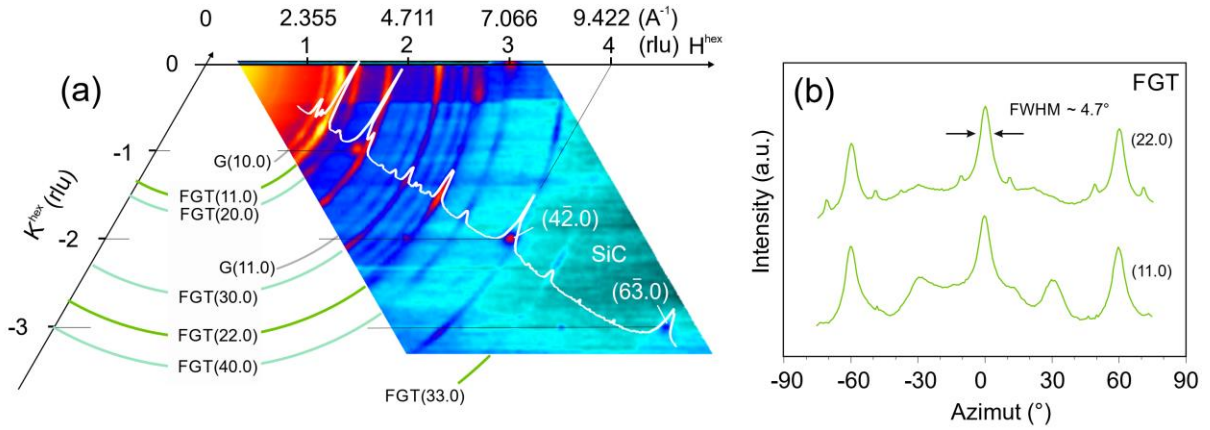 0 2.355 4.711 7.066 9.422 (A⁻¹)
1 2 3 4 (rlu) Hʰᵉˣ
0
(a)
-1
-2
-3
Kʰᵉˣ (rlu)
G(10.0)
FGT(11.0)
FGT(20.0)
G(11.0)
FGT(30.0)
FGT(22.0)
FGT(40.0)
FGT(33.0)
(42̄.0)
SiC
(63̄.0)
(b)
FGT
FWHM ~ 4.7°
(22.0)
(11.0)
Intensity (a.u.)
-90 -60 -30 0 30 60 90
Azimut (°)